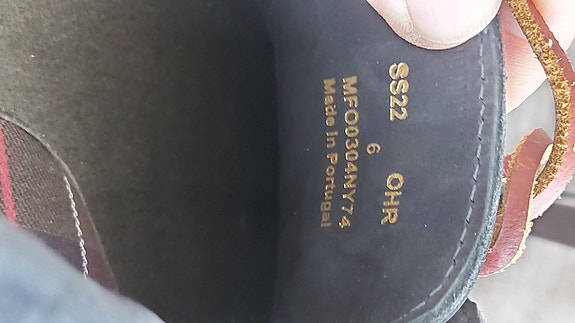 SS22 OHR
6
MFO0304NY74
Made In Portugal